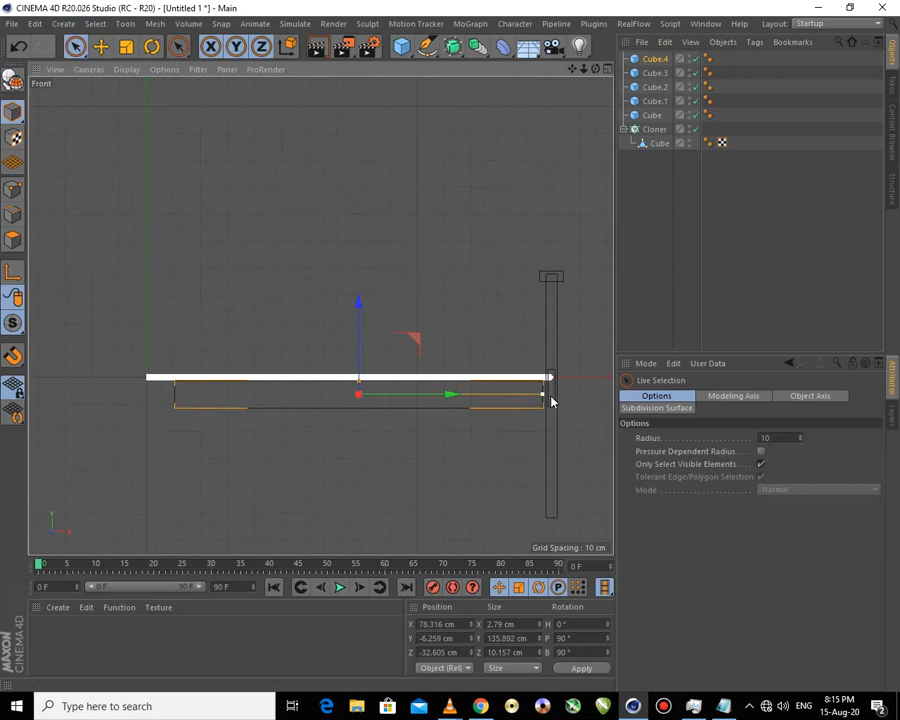 CINEMA 4D R20.026 Studio (RC - R20) - [Untitled 1 *] - Main
File Edit Create Select Tools Mesh Volume Snap Animate Simulate Render Sculpt Motion Tracker MoGraph Character Pipeline Plugins RealFlow Script Window Layout: Startup
X Y Z
File Edit View Objects Tags Bookmarks
View Cameras Display Options Filter Panel ProRender
Front
Cube.4
Cube.3
Cube.2
Cube.1
Cube
Cloner
Cube
Objects
Takes
Content Browser
Structure
Mode Edit User Data
Live Selection
Options Modeling Axis Object Axis
Subdivision Surface
Options
Radius. 10
Pressure Dependent Radius
Only Select Visible Elements.
Tolerant Edge/Polygon Selection
Mode Normal
Attributes
Layers
Y
X
Grid Spacing : 10 cm
0 5 10 15 20 25 30 35 40 45 50 55 60 65 70 75 80 85 90 0 F
0 F 0 F 90 F 90 F
Create Edit Function Texture
Position Size Rotation
X 78.316 cm X 2.79 cm H 0°
Y -6.259 cm Y 135.892 cm P 90°
Z -32.605 cm Z 10.157 cm B 90°
Object (Rel) Size Apply
MAXON CINEMA 4D
Type here to search
ENG
8:15 PM
15-Aug-20
2